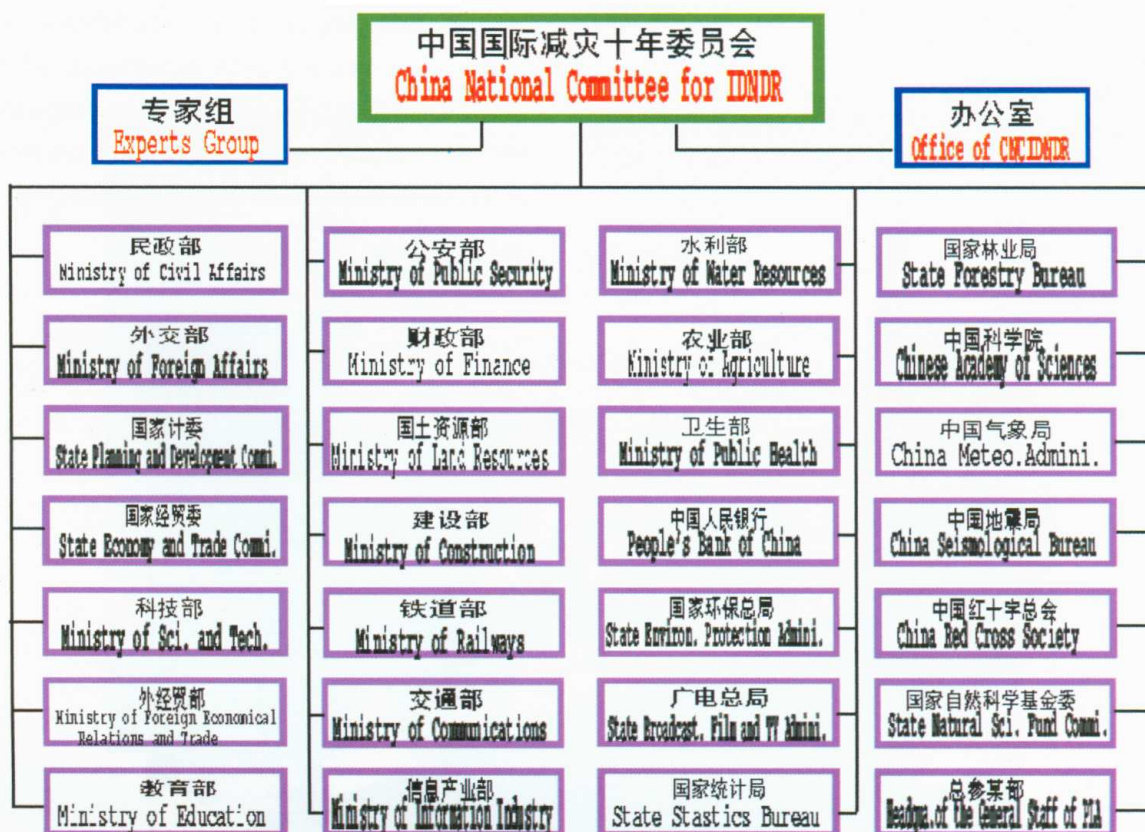 中国国际减灾十年委员会
China National Committee for IDNDR
专家组
Experts Group
办公室
Office of CNCIDNDR
民政部
Ministry of Civil Affairs
外交部
Ministry of Foreign Affairs
国家计委
State Planning and Development Commi.
国家经贸委
State Economy and Trade Commi.
科技部
Ministry of Sci. and Tech.
外经贸部
Ministry of Foreign Economical
Relations and Trade
教育部
Ministry of Education
公安部
Ministry of Public Security
财政部
Ministry of Finance
国土资源部
Ministry of Land Resources
建设部
Ministry of Construction
铁道部
Ministry of Railways
交通部
Ministry of Communications
信息产业部
Ministry of Information Industry
水利部
Ministry of Water Resources
农业部
Ministry of Agriculture
卫生部
Ministry of Public Health
中国人民银行
People's Bank of China
国家环保总局
State Environ. Protection Admini.
广电总局
State Broadcast. Film and TV Admini.
国家统计局
State Stastics Bureau
国家林业局
State Forestry Bureau
中国科学院
Chinese Academy of Sciences
中国气象局
China Meteo.Admini.
中国地震局
China Seismological Bureau
中国红十字总会
China Red Cross Society
国家自然科学基金委
State Natural Sci. Fund Commi.
总参某部
Headqa.of the General Staff of PLA